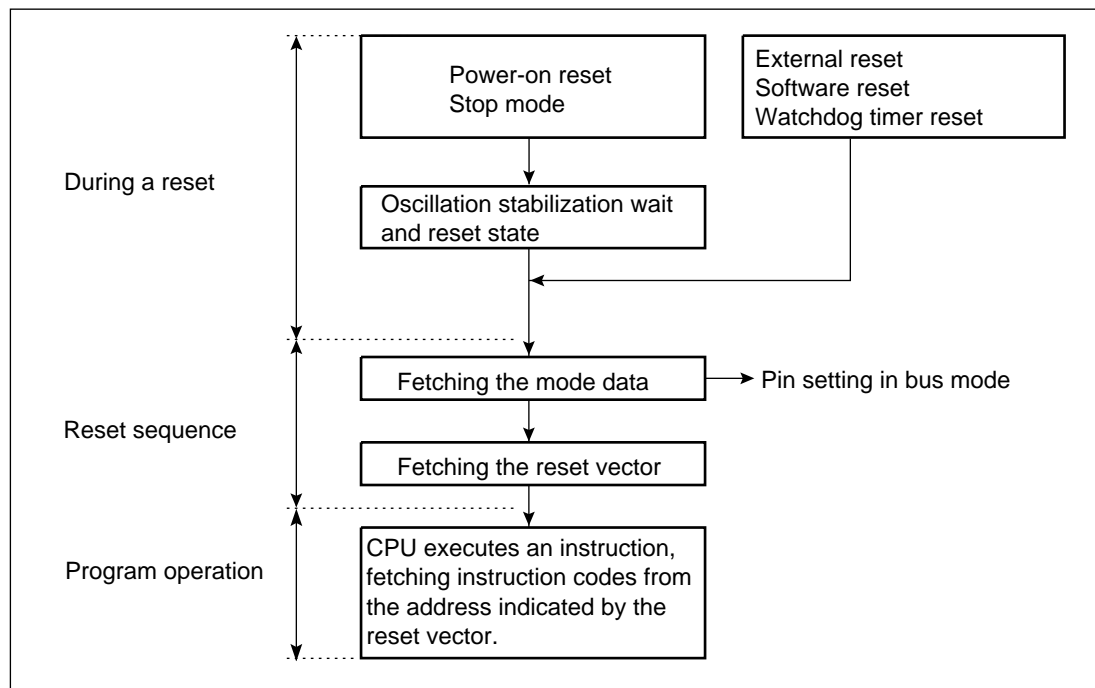 Power-on reset
Stop mode
External reset
Software reset
Watchdog timer reset
During a reset
Oscillation stabilization wait
and reset state
Fetching the mode data
Pin setting in bus mode
Reset sequence
Fetching the reset vector
Program operation
CPU executes an instruction,
fetching instruction codes from
the address indicated by the
reset vector.